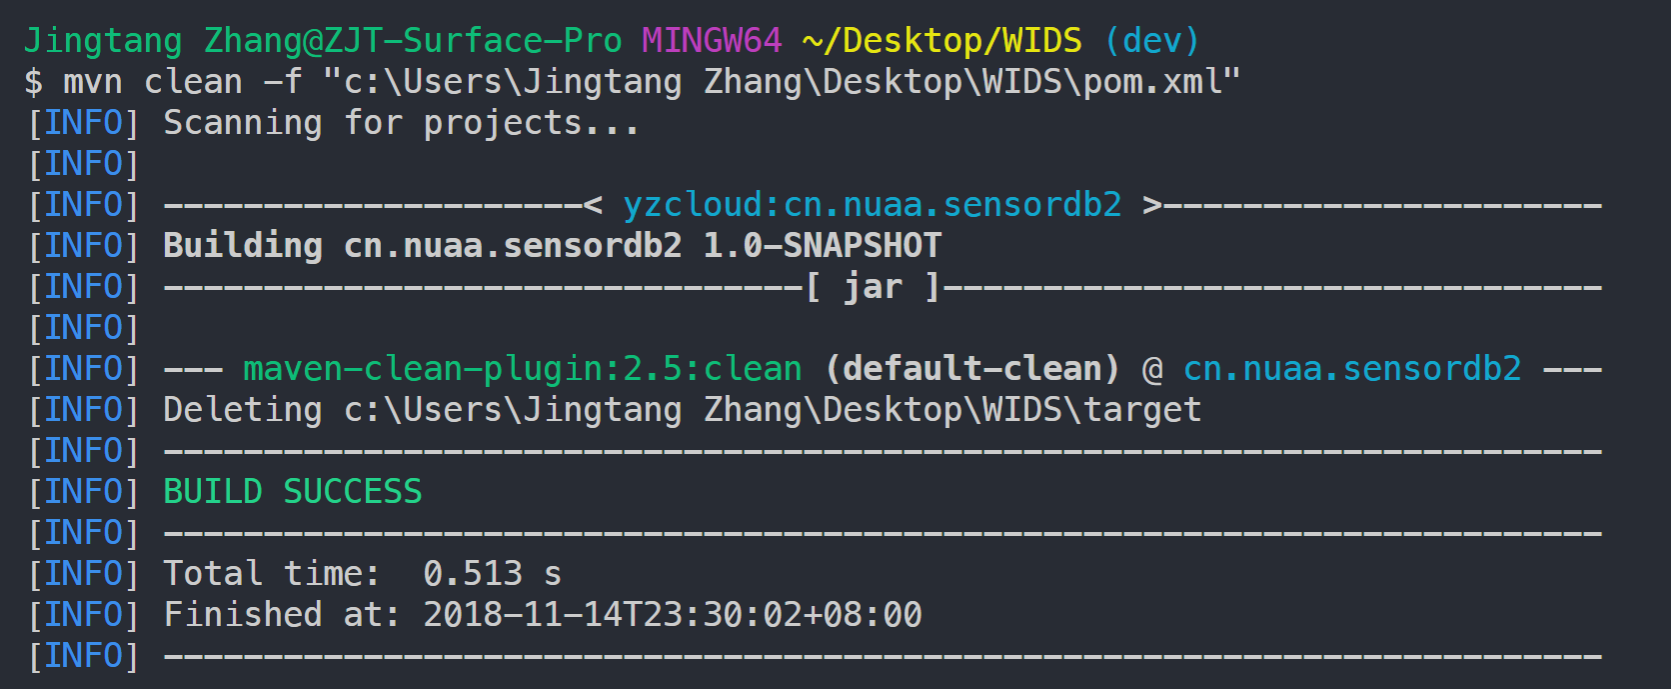 Jingtang Zhang@ZJT-Surface-Pro MINGW64 ~/Desktop/WIDS (dev)
$ mvn clean -f "c:\Users\Jingtang Zhang\Desktop\WIDS\pom.xml"
[INFO] Scanning for projects...
[INFO]
[INFO] ---------------------< yzcloud:cn.nuaa.sensordb2 >----------------------
[INFO] Building cn.nuaa.sensordb2 1.0-SNAPSHOT
[INFO] --------------------------------[ jar ]---------------------------------
[INFO]
[INFO] --- maven-clean-plugin:2.5:clean (default-clean) @ cn.nuaa.sensordb2 ---
[INFO] Deleting c:\Users\Jingtang Zhang\Desktop\WIDS\target
[INFO] ------------------------------------------------------------------------
[INFO] BUILD SUCCESS
[INFO] ------------------------------------------------------------------------
[INFO] Total time:  0.513 s
[INFO] Finished at: 2018-11-14T23:30:02+08:00
[INFO] ------------------------------------------------------------------------